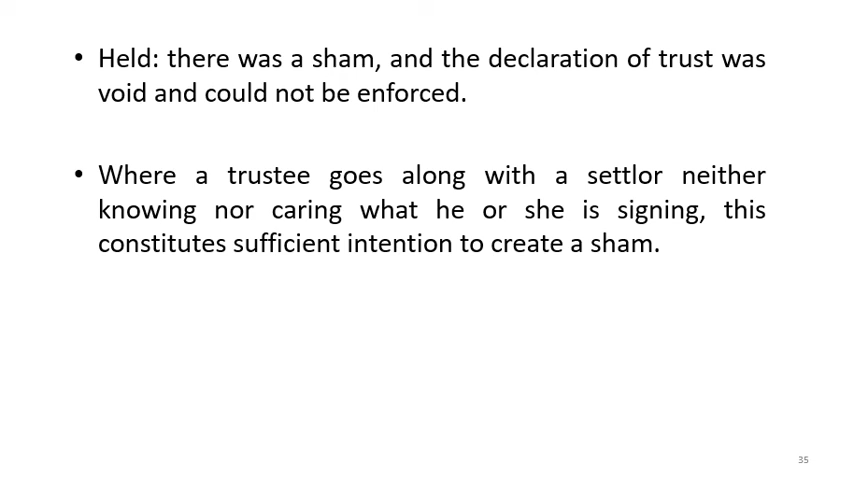 • Held: there was a sham, and the declaration of trust was
void and could not be enforced.
• Where a trustee goes along with a settlor neither
knowing nor caring what he or she is signing, this
constitutes sufficient intention to create a sham.
35